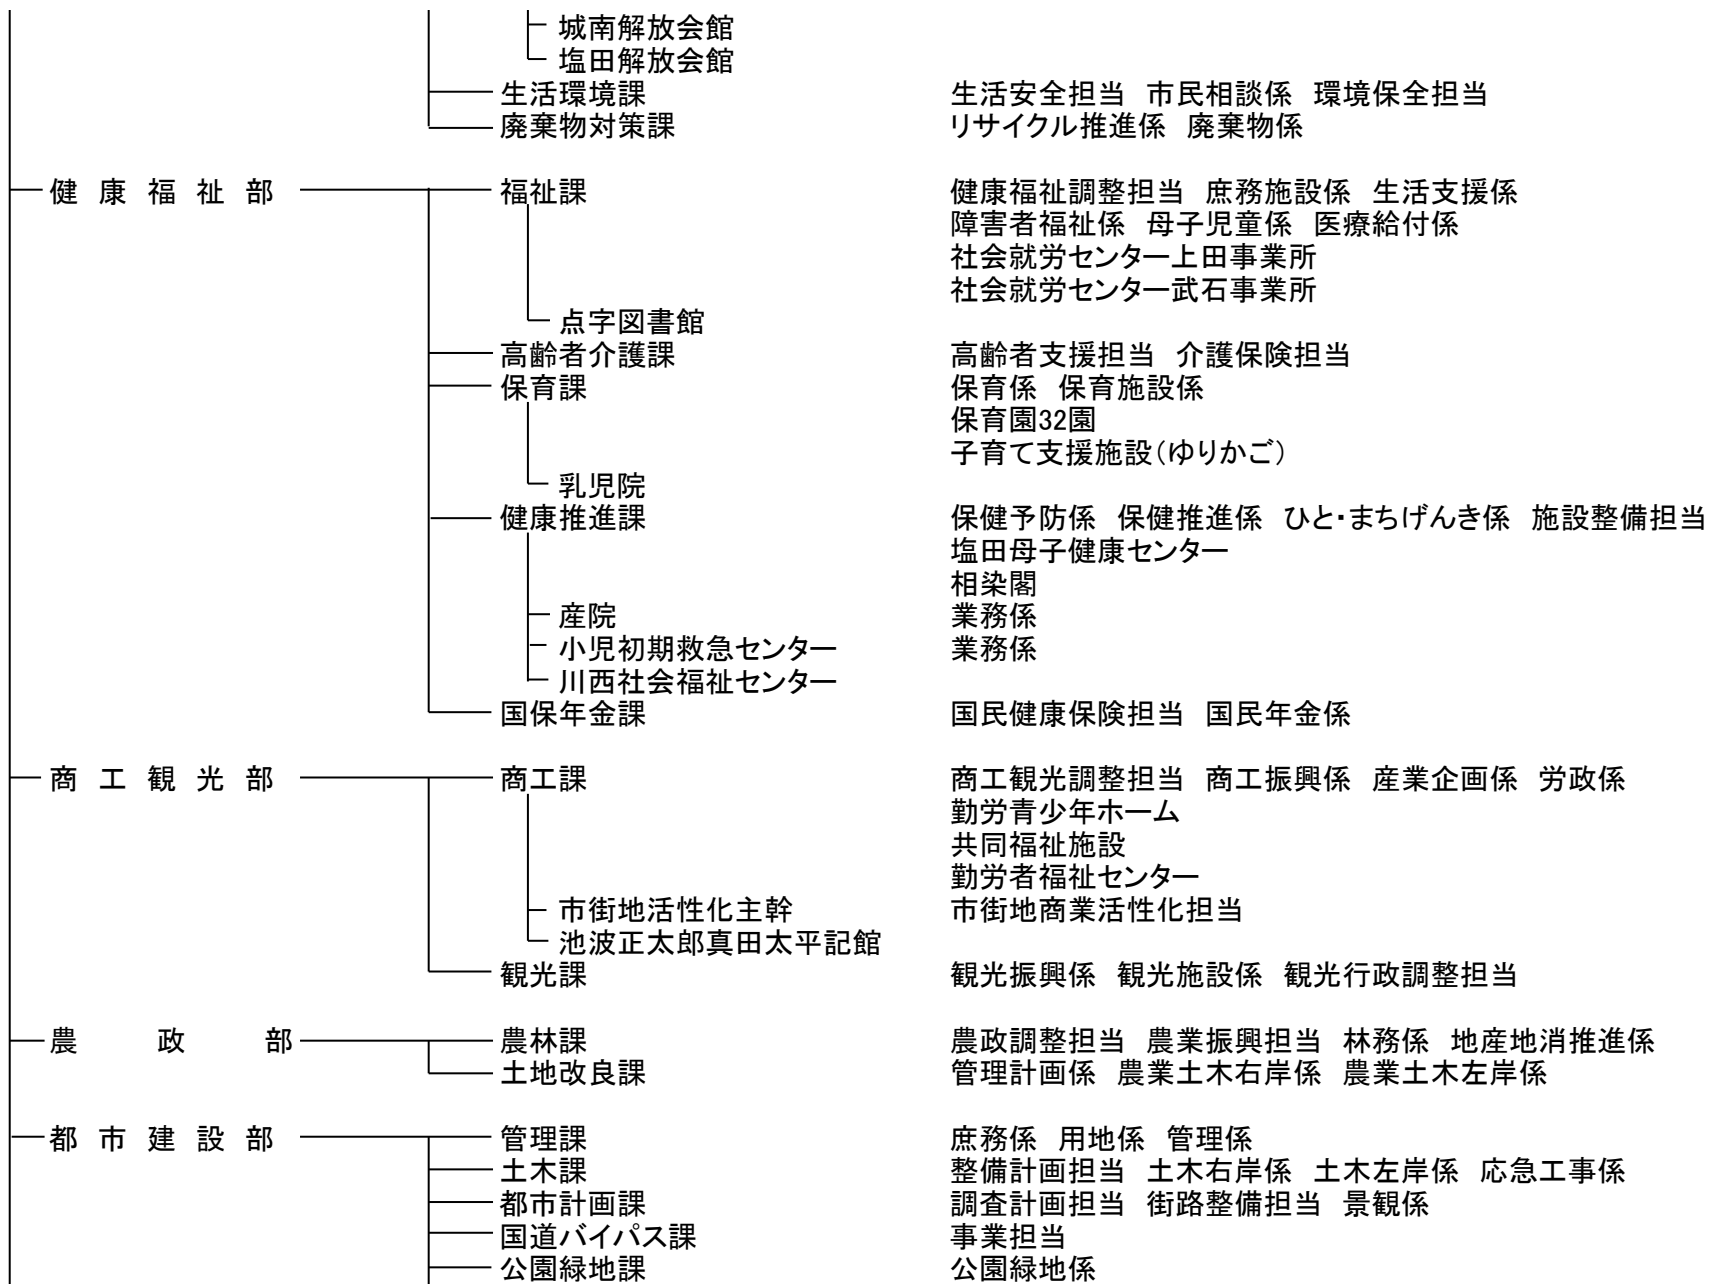 城南解放会館
塩田解放会館
生活環境課 生活安全担当 市民相談係 環境保全担当
廃棄物対策課 リサイクル推進係 廃棄物係
健康福祉部 福祉課 健康福祉調整担当 庶務施設係 生活支援係
障害者福祉係 母子児童係 医療給付係
社会就労センター上田事業所
社会就労センター武石事業所
点字図書館
高齢者介護課 高齢者支援担当 介護保険担当
保育課 保育係 保育施設係
保育園32園
子育て支援施設(ゆりかご)
乳児院
健康推進課 保健予防係 保健推進係 ひと・まちげんき係 施設整備担当
塩田母子健康センター
相染閣
産院 業務係
小児初期救急センター 業務係
川西社会福祉センター
国保年金課 国民健康保険担当 国民年金係
商工観光部 商工課 商工観光調整担当 商工振興係 産業企画係 労政係
勤労青少年ホーム
共同福祉施設
勤労者福祉センター
市街地活性化主幹 市街地商業活性化担当
池波正太郎真田太平記館
観光課 観光振興係 観光施設係 観光行政調整担当
農政部 農林課 農政調整担当 農業振興担当 林務係 地産地消推進係
土地改良課 管理計画係 農業土木右岸係 農業土木左岸係
都市建設部 管理課 庶務係 用地係 管理係
土木課 整備計画担当 土木右岸係 土木左岸係 応急工事係
都市計画課 調査計画担当 街路整備担当 景観係
国道バイパス課 事業担当
公園緑地課 公園緑地係